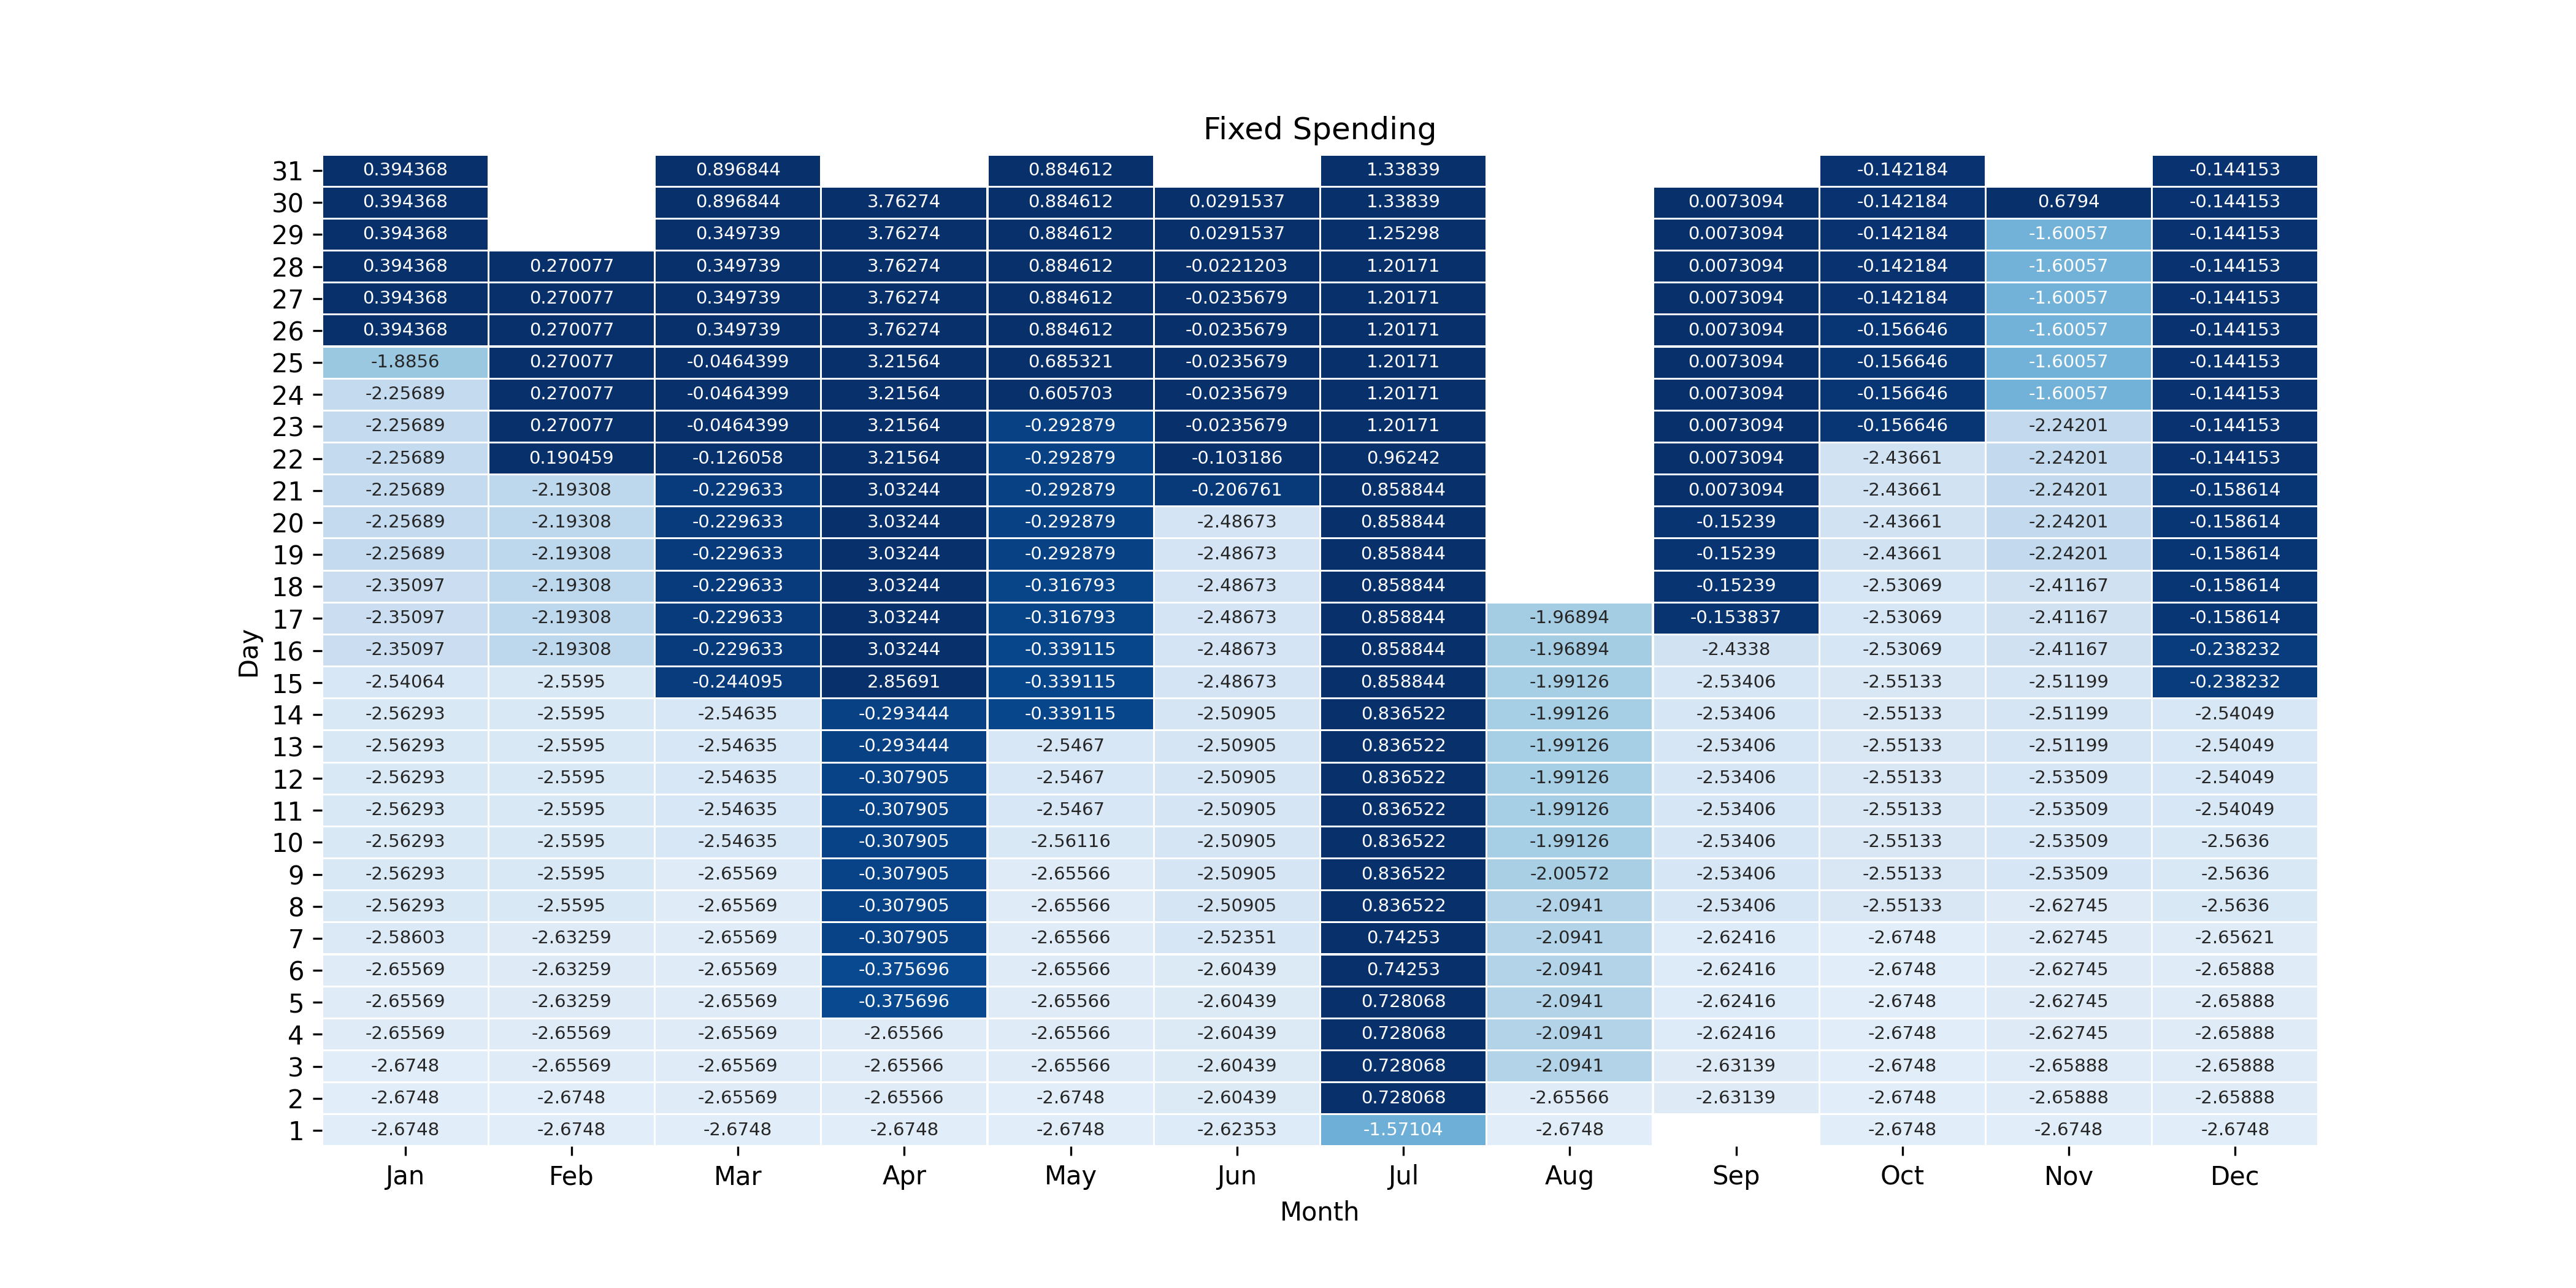 Fixed Spending
31 0.394368 0.896844 0.884612 1.33839 -0.142184 -0.144153
30 0.394368 0.896844 3.76274 0.884612 0.0291537 1.33839 0.0073094 -0.142184 0.6794 -0.144153
29 0.394368 0.349739 3.76274 0.884612 0.0291537 1.25298 0.0073094 -0.142184 -1.60057 -0.144153
28 0.394368 0.270077 0.349739 3.76274 0.884612 -0.0221203 1.20171 0.0073094 -0.142184 -1.60057 -0.144153
27 0.394368 0.270077 0.349739 3.76274 0.884612 -0.0235679 1.20171 0.0073094 -0.142184 -1.60057 -0.144153
26 0.394368 0.270077 0.349739 3.76274 0.884612 -0.0235679 1.20171 0.0073094 -0.156646 -1.60057 -0.144153
25 -1.8856 0.270077 -0.0464399 3.21564 0.685321 -0.0235679 1.20171 0.0073094 -0.156646 -1.60057 -0.144153
24 -2.25689 0.270077 -0.0464399 3.21564 0.605703 -0.0235679 1.20171 0.0073094 -0.156646 -1.60057 -0.144153
23 -2.25689 0.270077 -0.0464399 3.21564 -0.292879 -0.0235679 1.20171 0.0073094 -0.156646 -2.24201 -0.144153
22 -2.25689 0.190459 -0.126058 3.21564 -0.292879 -0.103186 0.96242 0.0073094 -2.43661 -2.24201 -0.144153
21 -2.25689 -2.19308 -0.229633 3.03244 -0.292879 -0.206761 0.858844 0.0073094 -2.43661 -2.24201 -0.158614
20 -2.25689 -2.19308 -0.229633 3.03244 -0.292879 -2.48673 0.858844 -0.15239 -2.43661 -2.24201 -0.158614
19 -2.25689 -2.19308 -0.229633 3.03244 -0.292879 -2.48673 0.858844 -0.15239 -2.43661 -2.24201 -0.158614
18 -2.35097 -2.19308 -0.229633 3.03244 -0.316793 -2.48673 0.858844 -0.15239 -2.53069 -2.41167 -0.158614
17 -2.35097 -2.19308 -0.229633 3.03244 -0.316793 -2.48673 0.858844 -1.96894 -0.153837 -2.53069 -2.41167 -0.158614
16 -2.35097 -2.19308 -0.229633 3.03244 -0.339115 -2.48673 0.858844 -1.96894 -2.4338 -2.53069 -2.41167 -0.238232
15 -2.54064 -2.5595 -0.244095 2.85691 -0.339115 -2.48673 0.858844 -1.99126 -2.53406 -2.55133 -2.51199 -0.238232
14 -2.56293 -2.5595 -2.54635 -0.293444 -0.339115 -2.50905 0.836522 -1.99126 -2.53406 -2.55133 -2.51199 -2.54049
13 -2.56293 -2.5595 -2.54635 -0.293444 -2.5467 -2.50905 0.836522 -1.99126 -2.53406 -2.55133 -2.51199 -2.54049
12 -2.56293 -2.5595 -2.54635 -0.307905 -2.5467 -2.50905 0.836522 -1.99126 -2.53406 -2.55133 -2.53509 -2.54049
11 -2.56293 -2.5595 -2.54635 -0.307905 -2.5467 -2.50905 0.836522 -1.99126 -2.53406 -2.55133 -2.53509 -2.54049
10 -2.56293 -2.5595 -2.54635 -0.307905 -2.56116 -2.50905 0.836522 -1.99126 -2.53406 -2.55133 -2.53509 -2.5636
9 -2.56293 -2.5595 -2.65569 -0.307905 -2.65566 -2.50905 0.836522 -2.00572 -2.53406 -2.55133 -2.53509 -2.5636
8 -2.56293 -2.5595 -2.65569 -0.307905 -2.65566 -2.50905 0.836522 -2.0941 -2.53406 -2.55133 -2.62745 -2.5636
7 -2.58603 -2.63259 -2.65569 -0.307905 -2.65566 -2.52351 0.74253 -2.0941 -2.62416 -2.6748 -2.62745 -2.65621
6 -2.65569 -2.63259 -2.65569 -0.375696 -2.65566 -2.60439 0.74253 -2.0941 -2.62416 -2.6748 -2.62745 -2.65888
5 -2.65569 -2.63259 -2.65569 -0.375696 -2.65566 -2.60439 0.728068 -2.0941 -2.62416 -2.6748 -2.62745 -2.65888
4 -2.65569 -2.65569 -2.65569 -2.65566 -2.65566 -2.60439 0.728068 -2.0941 -2.62416 -2.6748 -2.62745 -2.65888
3 -2.6748 -2.65569 -2.65569 -2.65566 -2.65566 -2.60439 0.728068 -2.0941 -2.63139 -2.6748 -2.65888 -2.65888
2 -2.6748 -2.6748 -2.65569 -2.65566 -2.6748 -2.60439 0.728068 -2.65566 -2.63139 -2.6748 -2.65888 -2.65888
1 -2.6748 -2.6748 -2.6748 -2.6748 -2.6748 -2.62353 -1.57104 -2.6748 -2.6748 -2.6748 -2.6748
Day
Jan Feb Mar Apr May Jun Jul Aug Sep Oct Nov Dec
Month